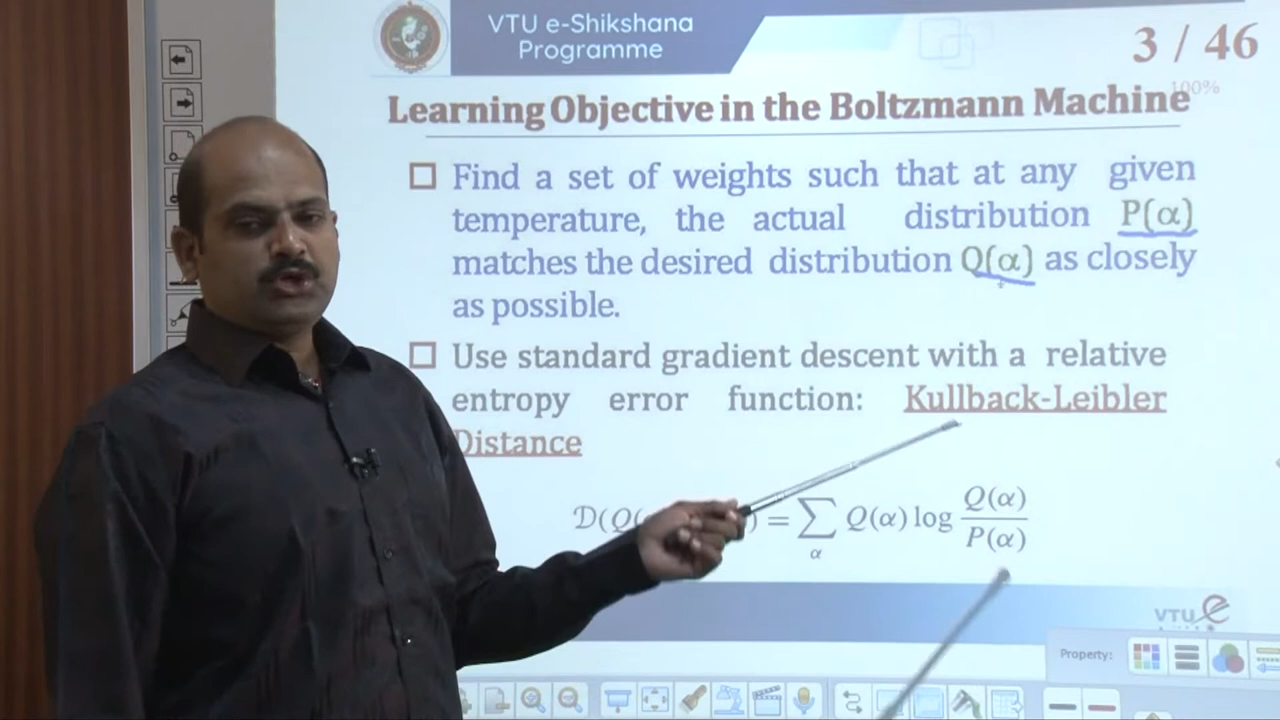 VTU e-Shikshana
Programme
3 / 46
100%
Learning Objective in the Boltzmann Machine
Find a set of weights such that at any given
temperature, the actual distribution P(α)
matches the desired distribution Q(α) as closely
as possible.
Use standard gradient descent with a relative
entropy error function: Kullback-Leibler
Distance
𝒟(Q( ) = ∑ Q(α) log Q(α)
P(α)
α
VTU e
Property: